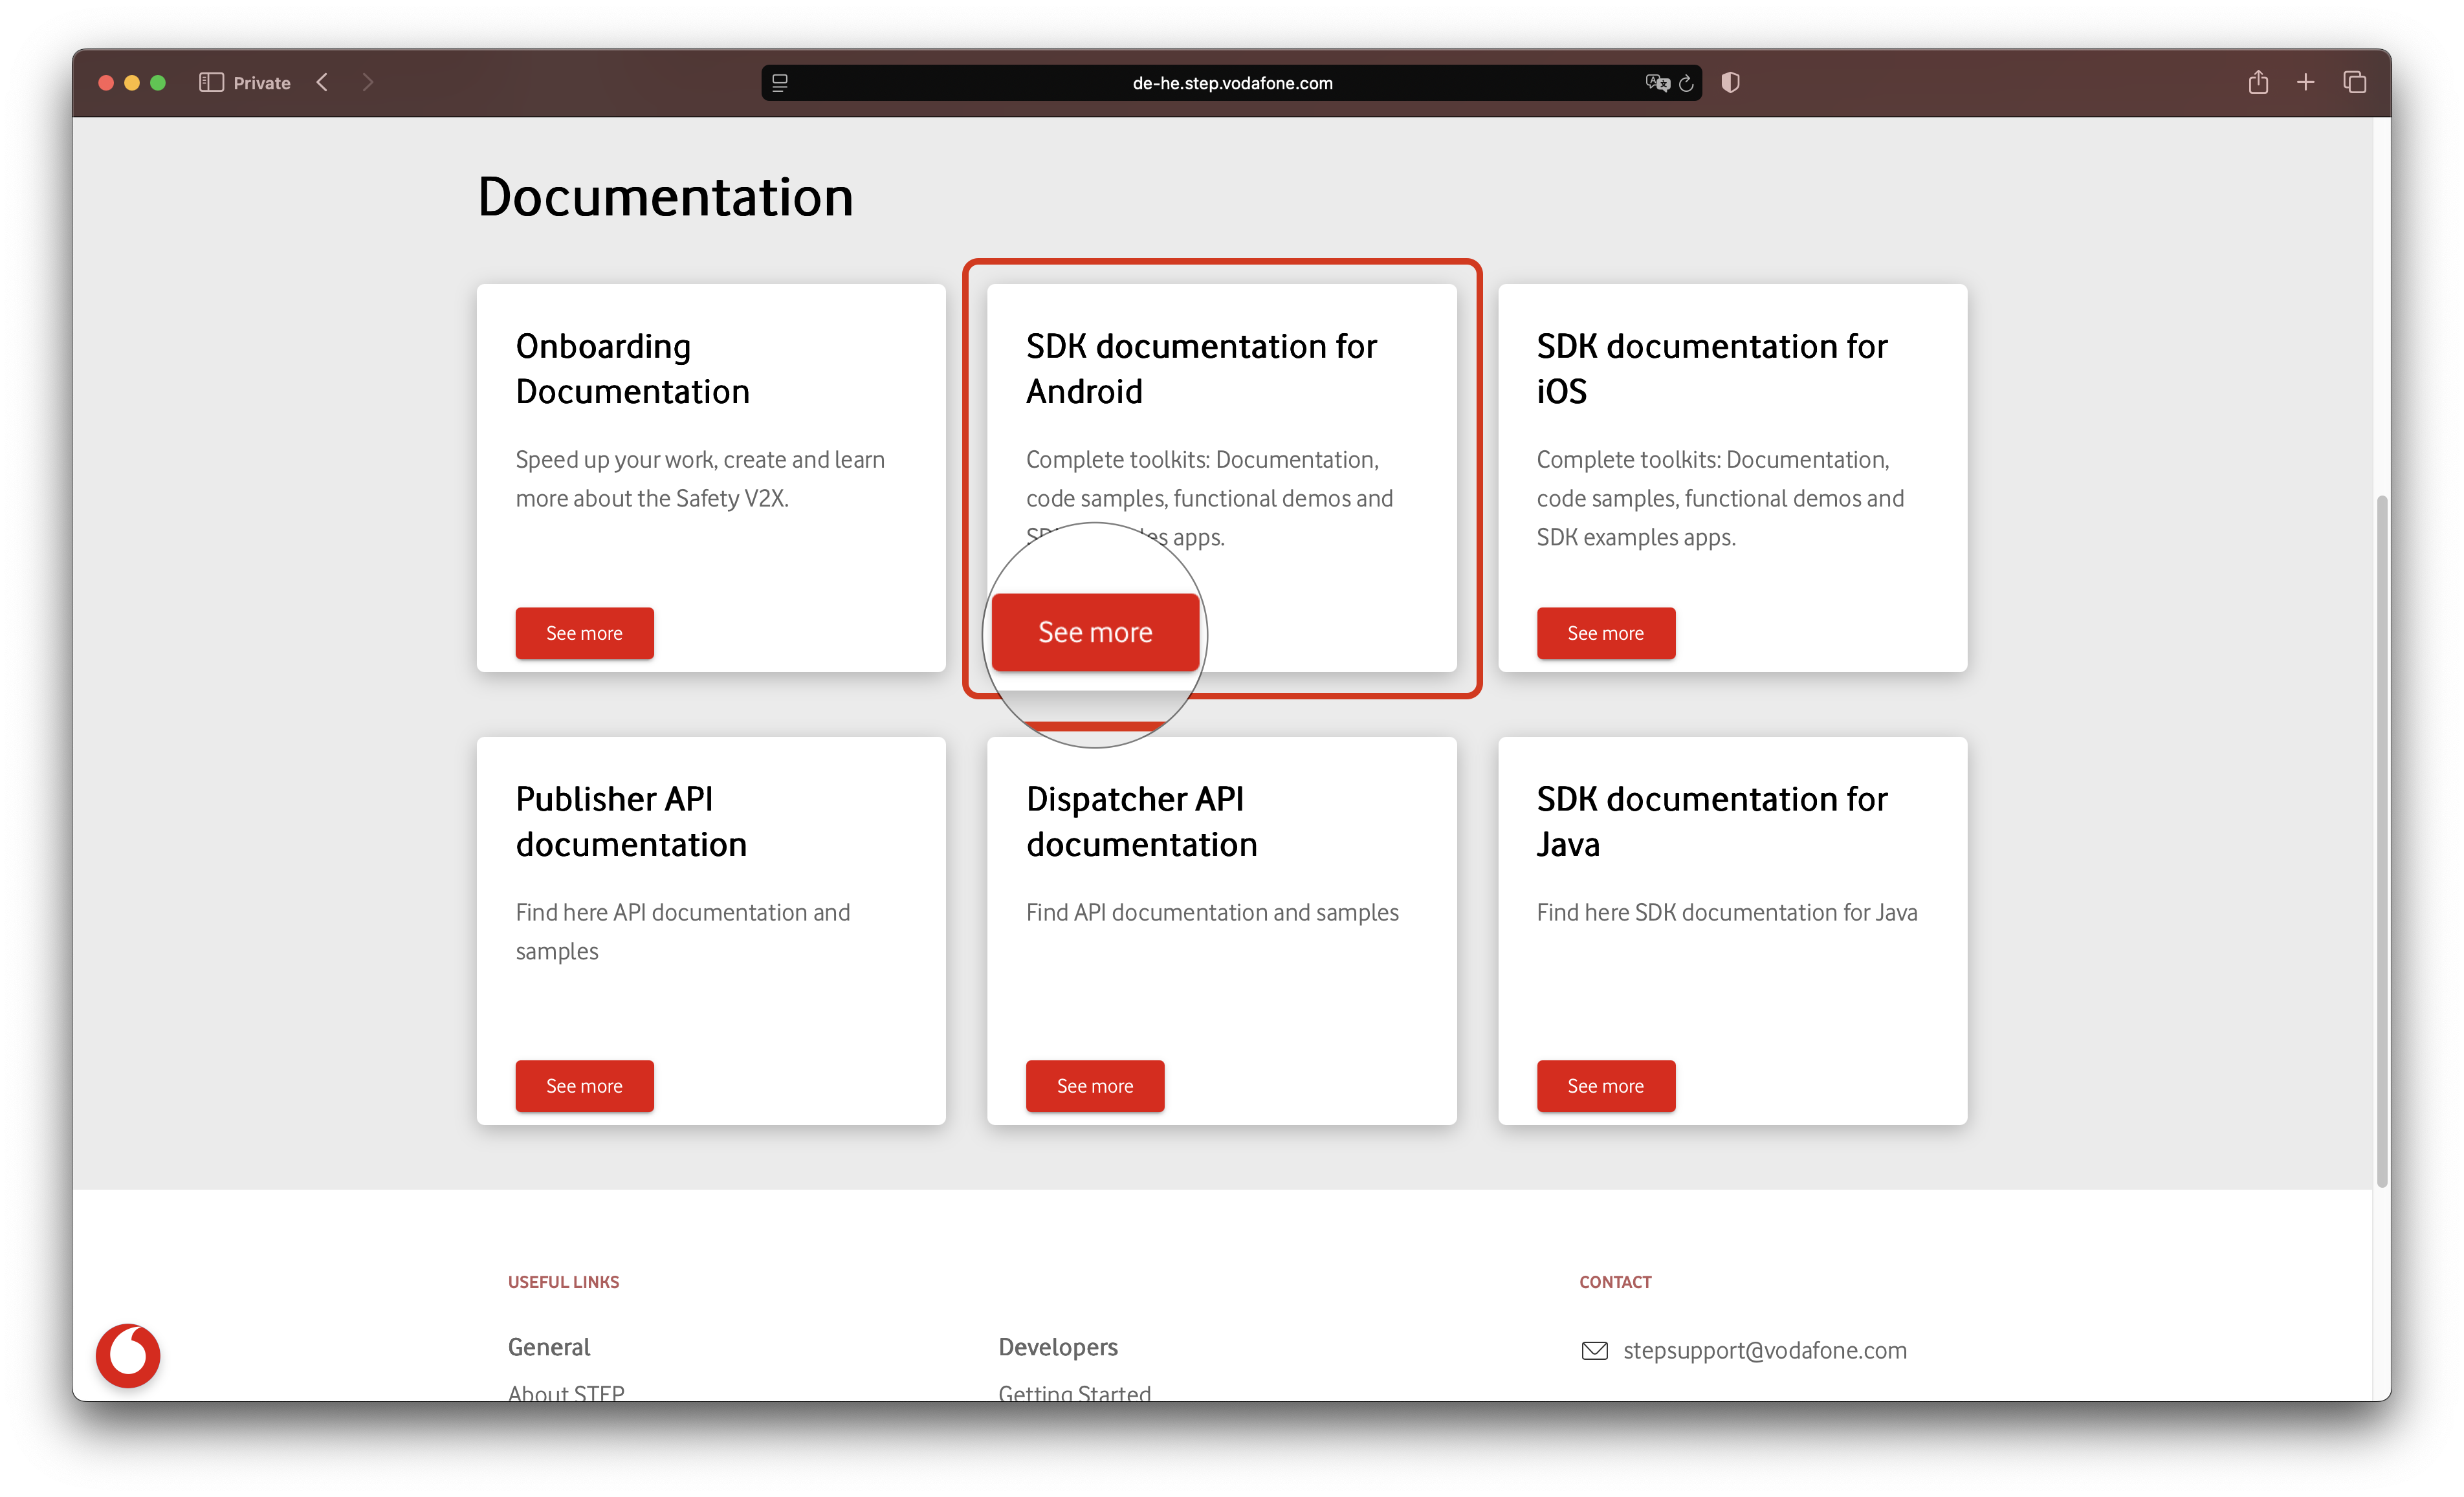 Private
de-he.step.vodafone.com
Documentation
Onboarding
Documentation
Speed up your work, create and learn
more about the Safety V2X.
See more
SDK documentation for
Android
Complete toolkits: Documentation,
code samples, functional demos and
apps.
See more
SDK documentation for
iOS
Complete toolkits: Documentation,
code samples, functional demos and
SDK examples apps.
See more
Publisher API
documentation
Find here API documentation and
samples
See more
Dispatcher API
documentation
Find API documentation and samples
See more
SDK documentation for
Java
Find here SDK documentation for Java
See more
USEFUL LINKS
General
About STEP
Developers
Getting Started
CONTACT
stepsupport@vodafone.com